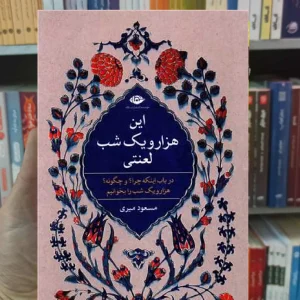 این
هزار و یک شب
لعنتی
در باب اینکه چرا؟ و چگونه؟
هزار و یک شب را بخوانیم
مسعود میری